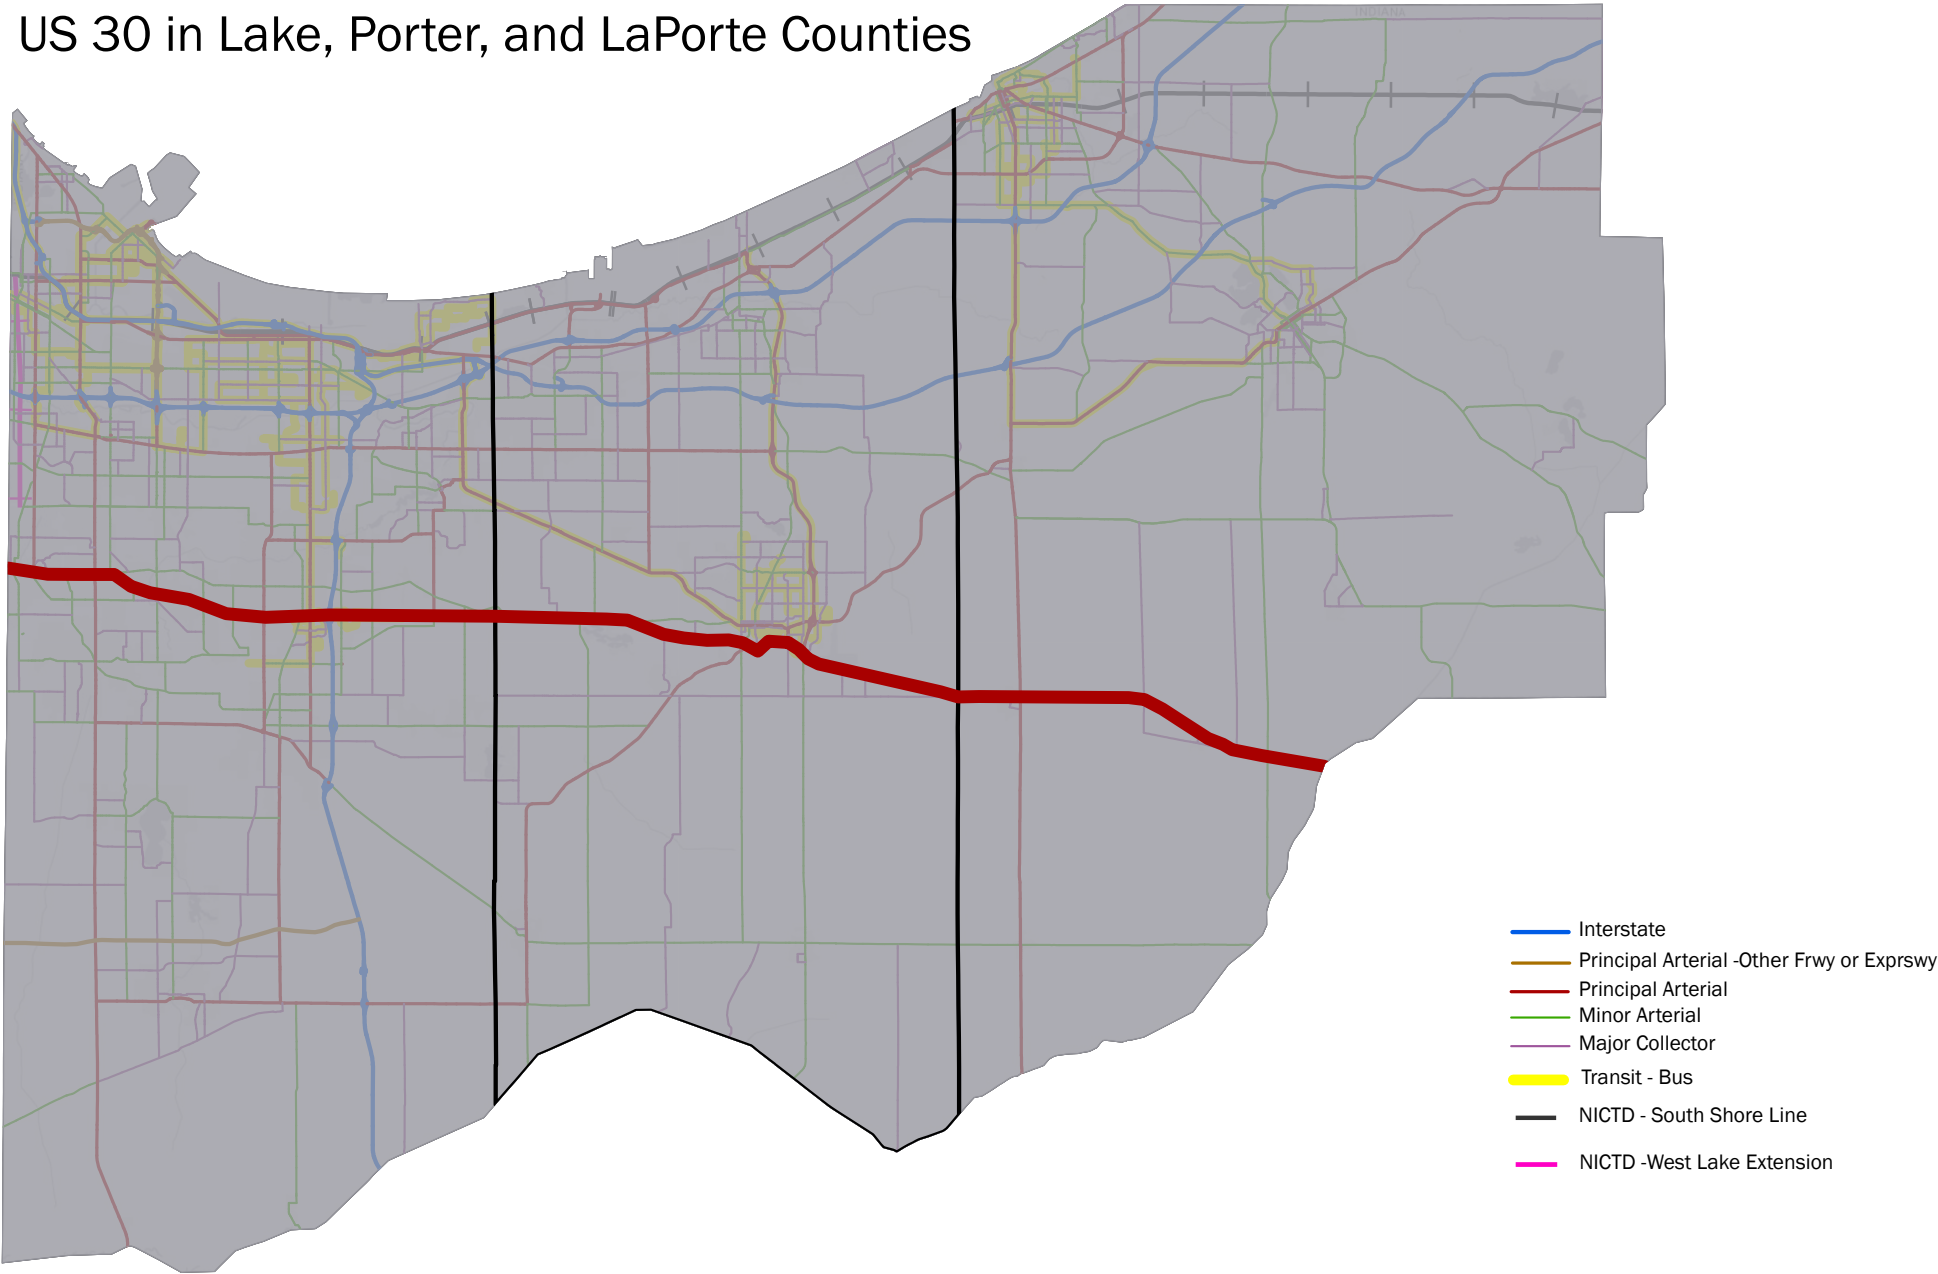 US 30 in Lake, Porter, and LaPorte Counties
INDIANA
Interstate
Principal Arterial -Other Frwy or Exprswy
Principal Arterial
Minor Arterial
Major Collector
Transit - Bus
NICTD - South Shore Line
NICTD -West Lake Extension